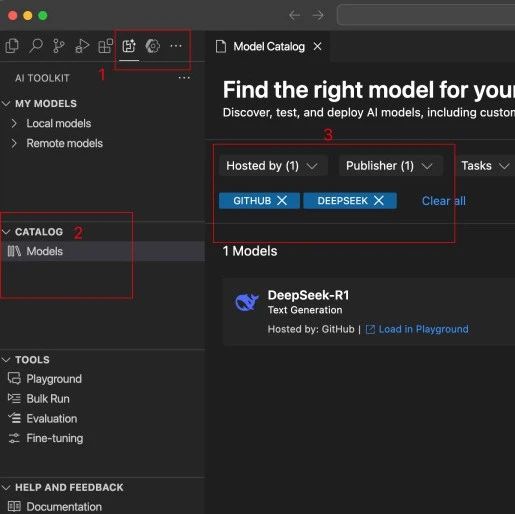 Model Catalog
1
AI TOOLKIT
MY MODELS
Local models
Remote models
2
CATALOG
Models
TOOLS
Playground
Bulk Run
Evaluation
Fine-tuning
HELP AND FEEDBACK
Documentation
Find the right model for your
Discover, test, and deploy AI models, including custom
3
Hosted by (1) Publisher (1) Tasks
GITHUB DEEPSEEK Clear all
1 Models
DeepSeek-R1
Text Generation
Hosted by: GitHub | Load in Playground